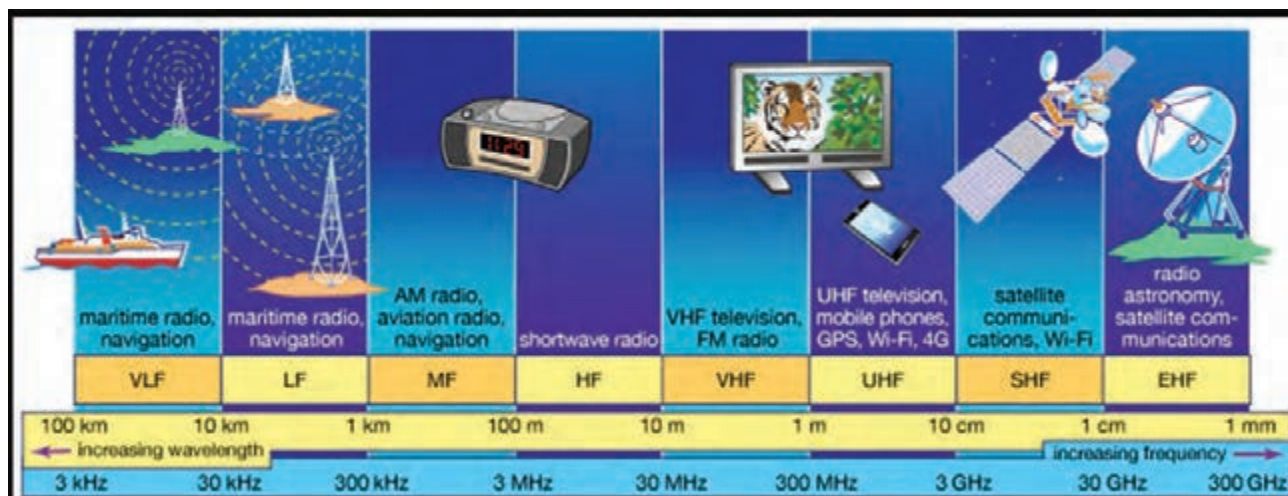 11:29
maritime radio,
navigation
maritime radio,
navigation
AM radio,
aviation radio,
navigation
shortwave radio
VHF television,
FM radio
UHF television,
mobile phones,
GPS, Wi-Fi, 4G
satellite
communi-
cations, Wi-Fi
radio
astronomy,
satellite com-
munications
VLF LF MF HF VHF UHF SHF EHF
100 km 10 km 1 km 100 m 10 m 1 m 10 cm 1 cm 1 mm
increasing wavelength increasing frequency
3 kHz 30 kHz 300 kHz 3 MHz 30 MHz 300 MHz 3 GHz 30 GHz 300 GHz